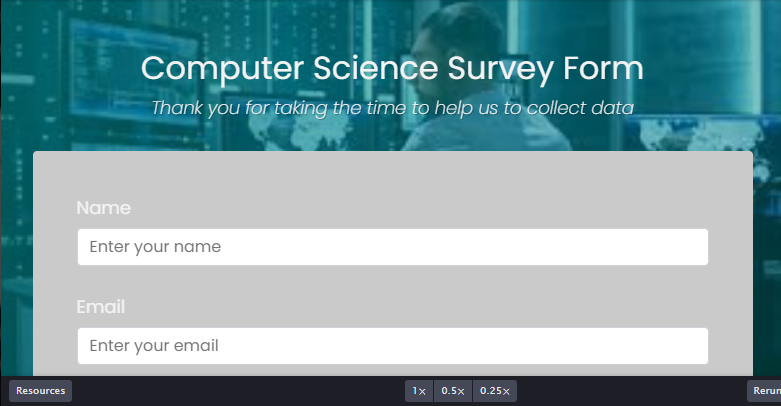 Computer Science Survey Form
Thank you for taking the time to help us to collect data
Name
Enter your name
Email
Enter your email
Resources
1×
0.5×
0.25×
Rerun